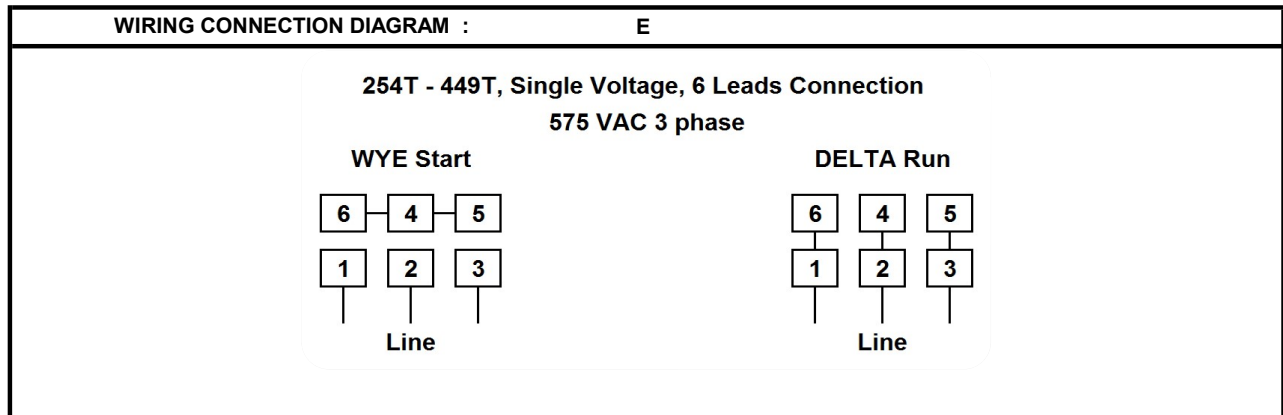 WIRING CONNECTION DIAGRAM : E
254T - 449T, Single Voltage, 6 Leads Connection
575 VAC 3 phase
WYE Start DELTA Run
6 4 5 6 4 5
1 2 3 1 2 3
Line Line